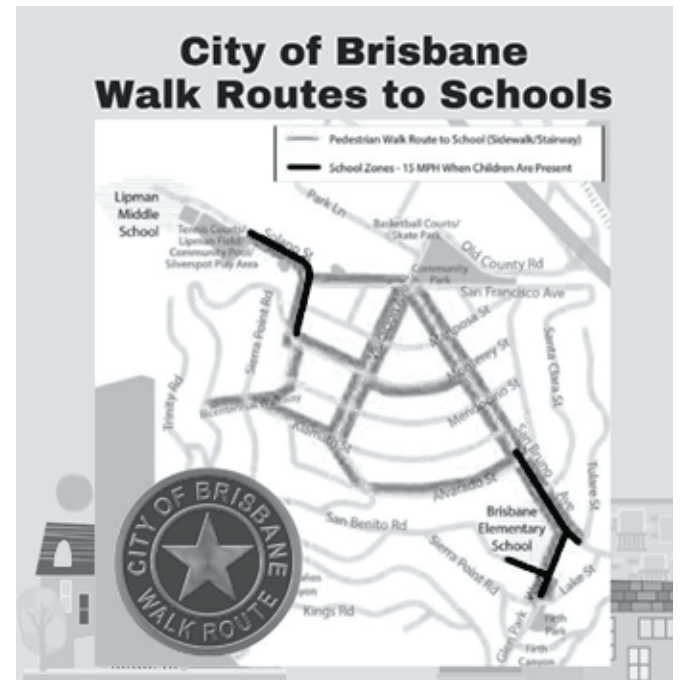 City of Brisbane
Walk Routes to Schools
Pedestrian Walk Route to School (Sidewalk/Stairway)
School Zones - 15 MPH When Children Are Present
Lipman
Middle
School
Park Ln
Tennis Courts/
Lipman Field/
Community Pool/
Silverspot Play Area
Solano St
Basketball Courts/
Skate Park
Old County Rd
Community
Park
San Francisco Ave
Sierra Point Rd
Mariposa St
Santa Clara St
Monterey St
Trinity Rd
Mendocino St
San Bruno Ave
Tulare St
Alvarado St
Brisbane
Elementary
School
San Benito Rd
Sierra Point Rd
Lake St
Kings Rd
Glen Park
Firth
Park
Firth
Canyon
CITY OF BRISBANE
WALK ROUTE